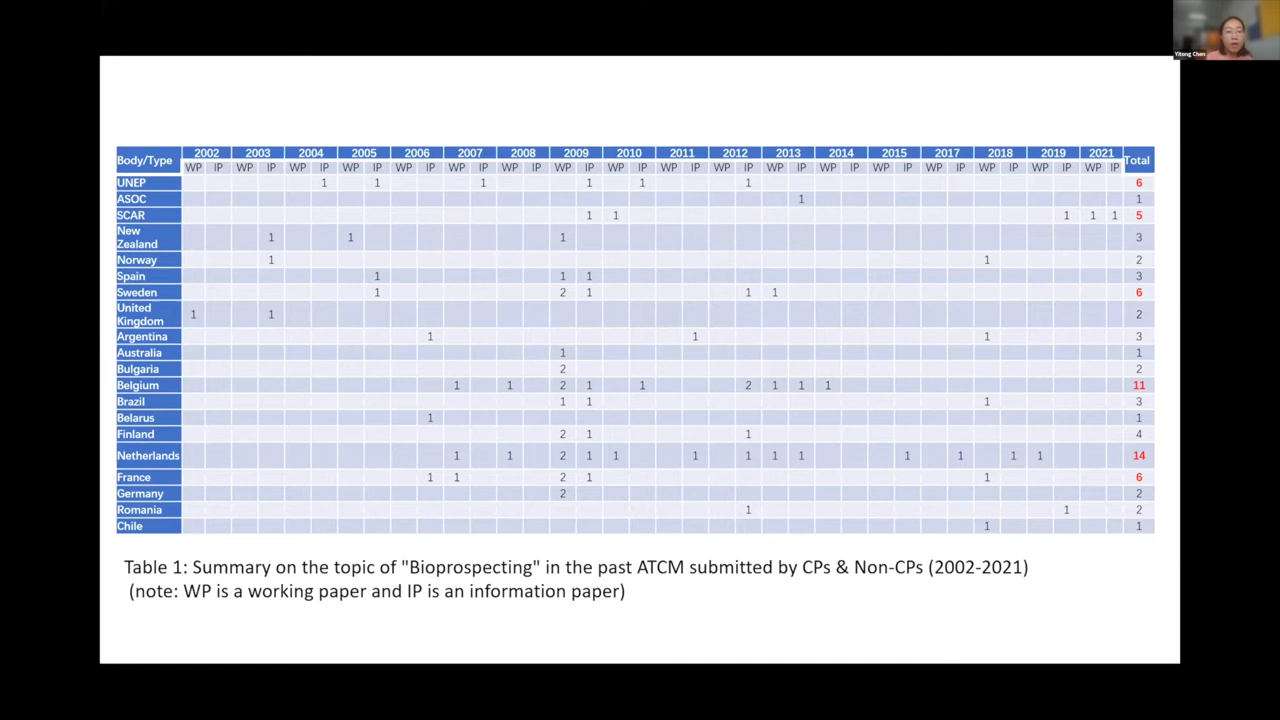 Yitong Chen
Body/Type 2002 2003 2004 2005 2006 2007 2008 2009 2010 2011 2012 2013 2014 2015 2017 2018 2019 2021 Total
WP IP WP IP WP IP WP IP WP IP WP IP WP IP WP IP WP IP WP IP WP IP WP IP WP IP WP IP WP IP WP IP WP IP WP IP
UNEP 1 1 1 1 1 1 6
ASOC 1 1
SCAR 1 1 1 1 1 5
New
Zealand 1 1 1 3
Norway 1 1 2
Spain 1 1 1 3
Sweden 1 2 1 1 1 6
United
Kingdom 1 1 2
Argentina 1 1 1 3
Australia 1 1
Bulgaria 2 2
Belgium 1 1 2 1 1 2 1 1 1 11
Brazil 1 1 1 3
Belarus 1 1
Finland 2 1 1 4
Netherlands 1 1 2 1 1 1 1 1 1 1 1 1 1 14
France 1 1 2 1 1 6
Germany 2 2
Romania 1 1 2
Chile 1 1
Table 1: Summary on the topic of "Bioprospecting" in the past ATCM submitted by CPs & Non-CPs (2002-2021)
(note: WP is a working paper and IP is an information paper)